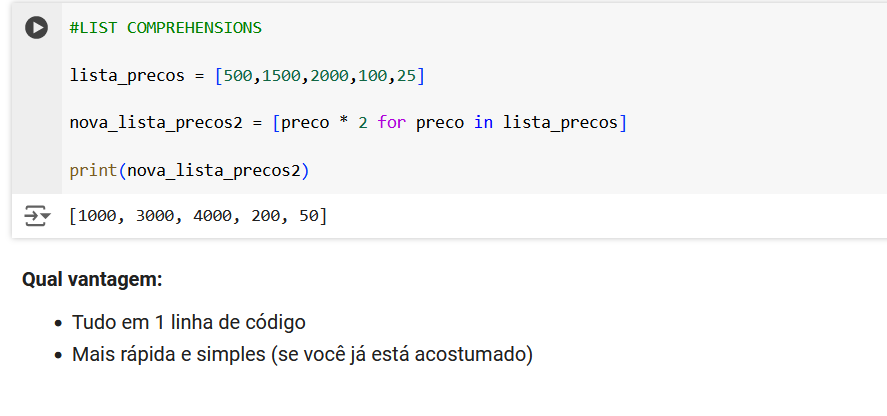 #LIST COMPREHENSIONS
lista_precos = [500,1500,2000,100,25]
nova_lista_precos2 = [preco * 2 for preco in lista_precos]
print(nova_lista_precos2)
[1000, 3000, 4000, 200, 50]
Qual vantagem:
• Tudo em 1 linha de código
• Mais rápida e simples (se você já está acostumado)